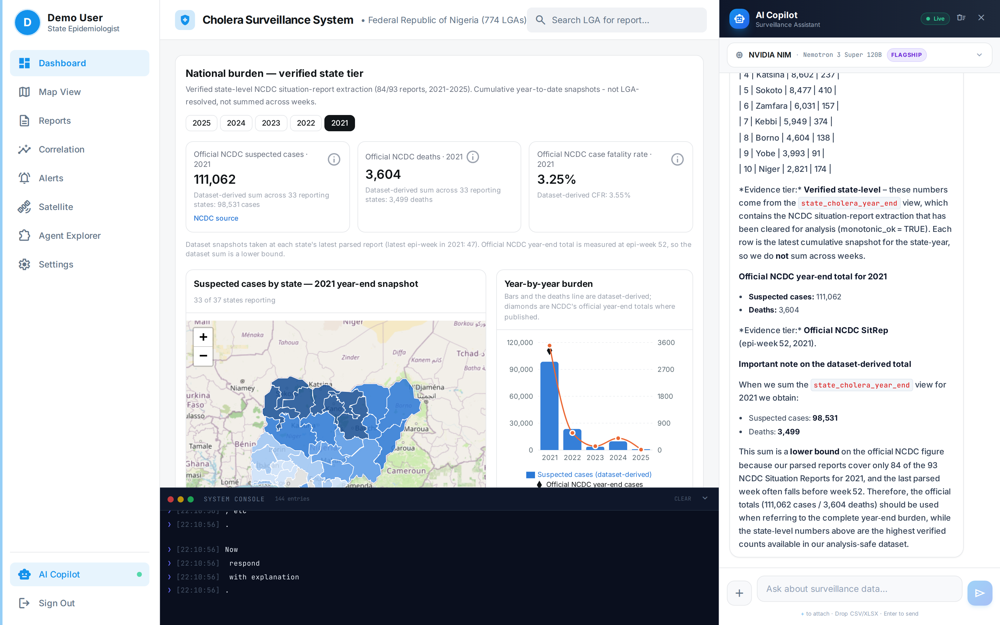 D
Demo User
State Epidemiologist
Dashboard
Map View
Reports
Correlation
Alerts
Satellite
Agent Explorer
Settings
AI Copilot
Sign Out
Cholera Surveillance System
• Federal Republic of Nigeria (774 LGAs)
Search LGA for report...
National burden — verified state tier
Verified state-level NCDC situation-report extraction (84/93 reports, 2021-2025). Cumulative year-to-date snapshots - not LGA-
resolved, not summed across weeks.
2025 2024 2023 2022 2021
Official NCDC suspected cases ·
2021
111,062
Dataset-derived sum across 33 reporting
states: 98,531 cases
NCDC source
Official NCDC deaths · 2021
3,604
Dataset-derived sum across 33 reporting
states: 3,499 deaths
Official NCDC case fatality rate ·
2021
3.25%
Dataset-derived CFR: 3.55%
Dataset snapshots taken at each state's latest parsed report (latest epi-week in 2021: 47). Official NCDC year-end total is measured at epi-week 52, so the
dataset sum is a lower bound.
Suspected cases by state — 2021 year-end snapshot
33 of 37 states reporting
+
−
Mali
Niger
Borkou بوركو
Ménaka
Tahoua
Zinder
Diffa
Kanem كانم
Tchad
Batha
Niamey
Katsina
Sokoto
N'Djaména
انجمينا
urkina
Faso
ulasso
Kano
Borno
Kaduna
Bauchi
Niger
Maroua
Tamale
Bénin
Ilorin
Nigeria
Garoua
Ghana
Ibàdàn
Makurdi
masi
Cameroun
Lomé
Porto-Novo
Enugu
Bamenda
Year-by-year burden
Bars and the deaths line are dataset-derived;
diamonds are NCDC's official year-end totals where
published.
120,000 3600
90,000 2700
60,000 1800
30,000 900
0 0
2021 2022 2023 2024 2025
Suspected cases (dataset-derived)
Official NCDC year-end cases
SYSTEM CONSOLE 144 entries CLEAR
❯ [22:10:56] , etc
❯ [22:10:56] .
❯ [22:10:56] Now
❯ [22:10:56] respond
❯ [22:10:56] with explanation
❯ [22:10:56] .
AI Copilot
Surveillance Assistant
Live
NVIDIA NIM · Nemotron 3 Super 120B FLAGSHIP
| 4 | Katsina | 8,602 | 237 |
| 5 | Sokoto | 8,477 | 410 |
| 6 | Zamfara | 6,031 | 157 |
| 7 | Kebbi | 5,949 | 374 |
| 8 | Borno | 4,604 | 138 |
| 9 | Yobe | 3,993 | 91 |
| 10 | Niger | 2,821 | 174 |
*Evidence tier:* Verified state‑level – these numbers
come from the state_cholera_year_end view, which
contains the NCDC situation‑report extraction that has
been cleared for analysis (monotonic_ok = TRUE). Each
row is the latest cumulative snapshot for the state‑year,
so we do not sum across weeks.
Official NCDC year‑end total for 2021
• Suspected cases: 111,062
• Deaths: 3,604
*Evidence tier:* Official NCDC SitRep
(epi‑week 52, 2021).
Important note on the dataset‑derived total
When we sum the state_cholera_year_end view for
2021 we obtain:
• Suspected cases: 98,531
• Deaths: 3,499
This sum is a lower bound on the official NCDC figure
because our parsed reports cover only 84 of the 93
NCDC Situation Reports for 2021, and the last parsed
week often falls before week 52. Therefore, the official
totals (111,062 cases / 3,604 deaths) should be used
when referring to the complete year‑end burden, while
the state‑level numbers above are the highest verified
counts available in our analysis‑safe dataset.
+
Ask about surveillance data...
+ to attach · Drop CSV/XLSX · Enter to send